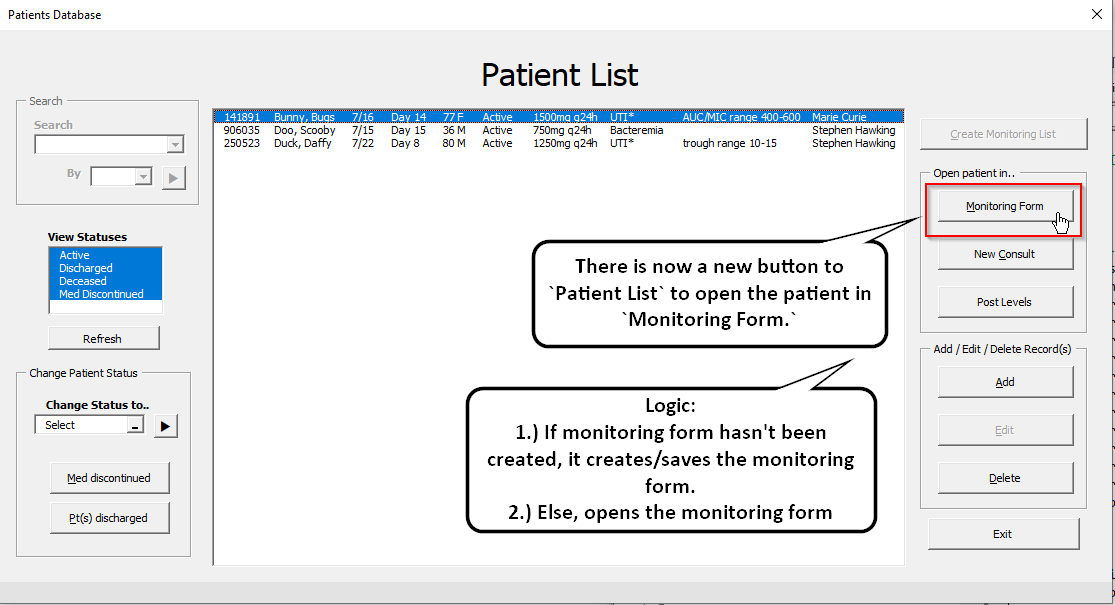 Patients Database
Patient List
Search
Search
By
View Statuses
Active
Discharged
Deceased
Med Discontinued
Refresh
Change Patient Status
Change Status to..
Select
Med discontinued
Pt(s) discharged
141891 Bunny, Bugs 7/16 Day 14 77 F Active 1500mg q24h UTI* AUC/MIC range 400-600 Marie Curie
906035 Doo, Scooby 7/15 Day 15 36 M Active 750mg q24h Bacteremia Stephen Hawking
250523 Duck, Daffy 7/22 Day 8 80 M Active 1250mg q24h UTI* trough range 10-15 Stephen Hawking
There is now a new button to
`Patient List` to open the patient in
`Monitoring Form.`
Logic:
1.) If monitoring form hasn't been
created, it creates/saves the monitoring
form.
2.) Else, opens the monitoring form
Create Monitoring List
Open patient in..
Monitoring Form
New Consult
Post Levels
Add / Edit / Delete Record(s)
Add
Edit
Delete
Exit